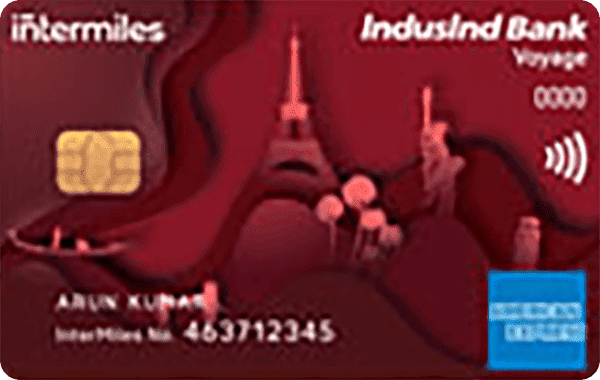 intermiles
IndusInd Bank
Voyage
0000
ARUN KUMAR
InterMiles No. 463712345
AMERICAN
EXPRESS